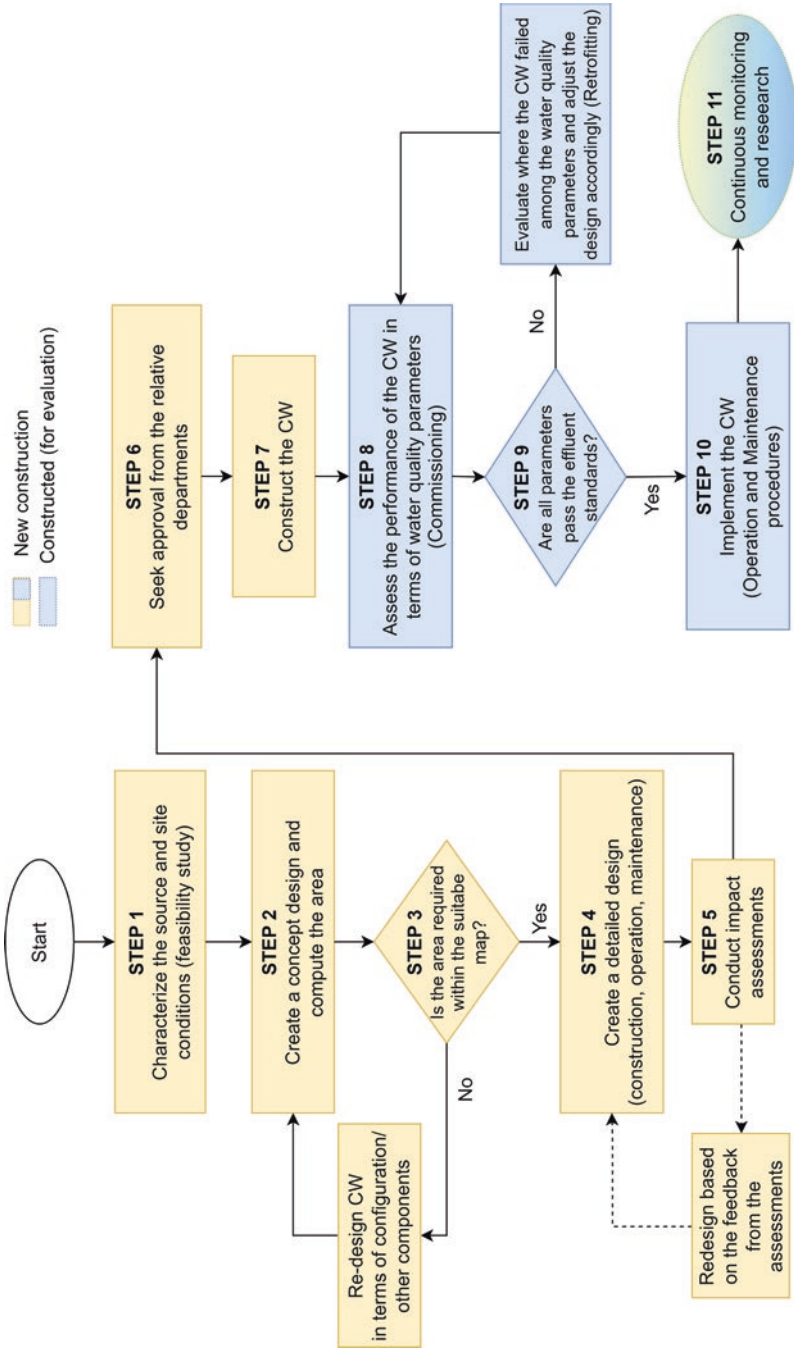 New construction
Constructed (for evaluation)
Start
STEP 1
Characterize the source and site
conditions (feasibility study)
STEP 2
Create a concept design and
compute the area
STEP 3
Is the area required
within the suitabe
map?
No
Yes
Re-design CW
in terms of configuration/
other components
STEP 4
Create a detailed design
(construction, operation, maintenance)
STEP 5
Conduct impact
assessments
Redesign based
on the feedback
from the
assessments
STEP 6
Seek approval from the relative
departments
STEP 7
Construct the CW
STEP 8
Assess the performance of the CW in
terms of water quality parameters
(Commissioning)
STEP 9
Are all parameters
pass the effluent
standards?
No
Yes
Evaluate where the CW failed
among the water quality
parameters and adjust the
design accordingly (Retrofitting)
STEP 10
Implement the CW
(Operation and Maintenance
procedures)
STEP 11
Continuous monitoring
and reseearch